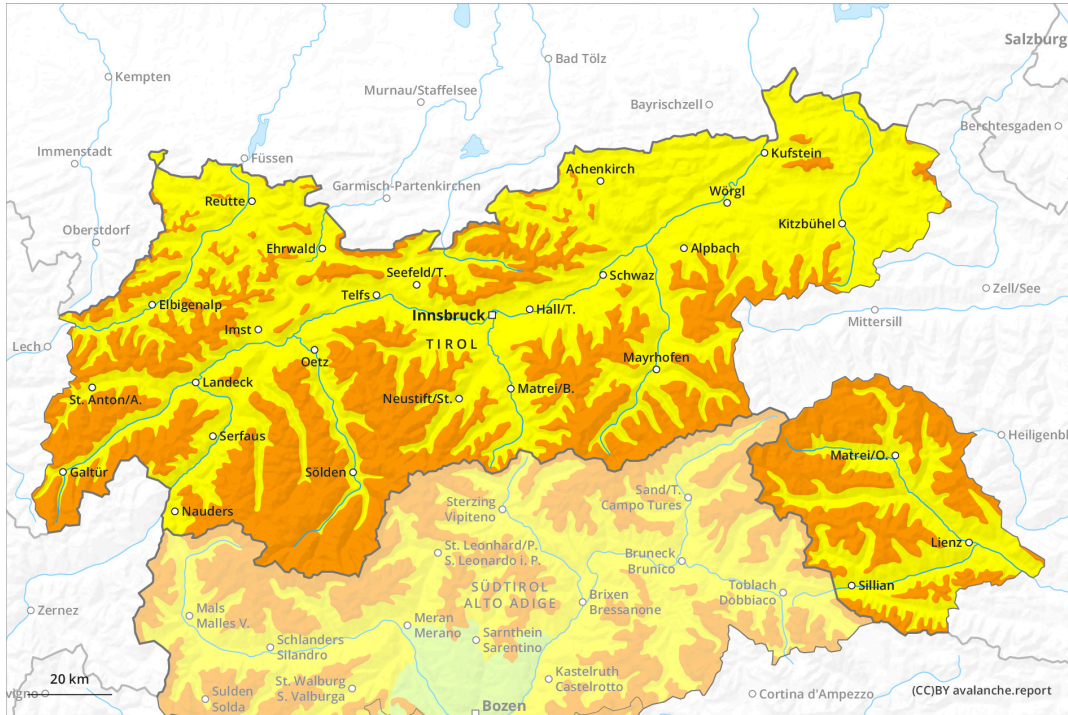 Salzburg
Bad Tölz
Kempten
Murnau/Staffelsee
Bayrischzell
Berchtesgaden
Immenstadt
Füssen
Kufstein
Achenkirch
Garmisch-Partenkirchen
Wörgl
Reutte
Oberstdorf
Kitzbühel
Ehrwald
Alpbach
Seefeld/T.
Schwaz
Zell/See
Telfs
Elbigenalp
Innsbruck
Hall/T.
Mittersill
Imst
TIROL
Lech
Oetz
Mayrhofen
Landeck
St. Anton/A.
Matrei/B.
Neustift/St.
Serfaus
Heiligenbl
Matrei/O.
Galtür
Sölden
Sand/T.
Campo Tures
Sterzing
Vipiteno
Nauders
Lienz
St. Leonhard/P.
S. Leonardo i. P.
Bruneck
Brunico
Sillian
SÜDTIROL
ALTO ADIGE
Toblach
Dobbiaco
Brixen
Bressanone
Zernez
Mals
Malles V.
Meran
Merano
Schlanders
Silandro
Sarnthein
Sarentino
Kastelruth
Castelrotto
St. Walburg
S. Valburga
20 km
vigno
Sulden
Solda
Cortina d'Ampezzo
(CC)BY avalanche.report
Bozen